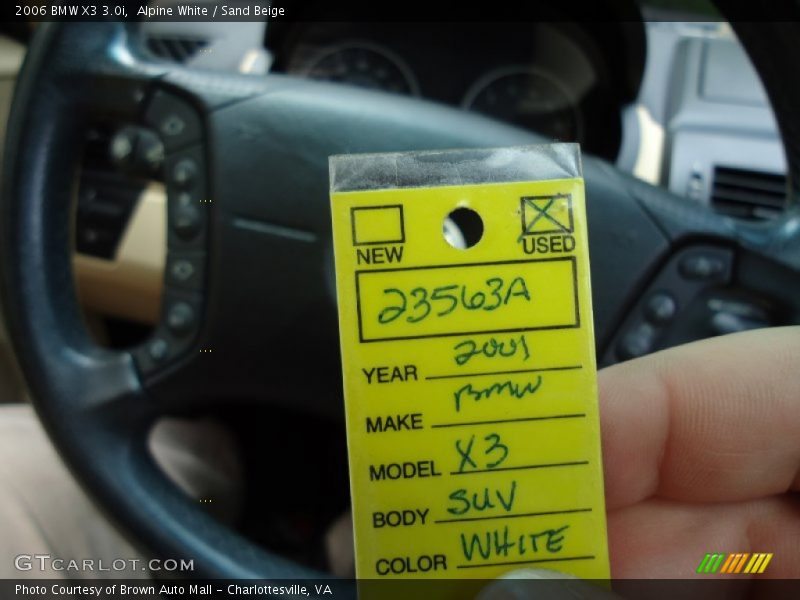 2006 BMW X3 3.0i,  Alpine White / Sand Beige
NEW
USED
23563A
YEAR 2001
MAKE BMW
MODEL X3
BODY SUV
COLOR WHITE
GTCARLOT.COM
Photo Courtesy of Brown Auto Mall - Charlottesville, VA